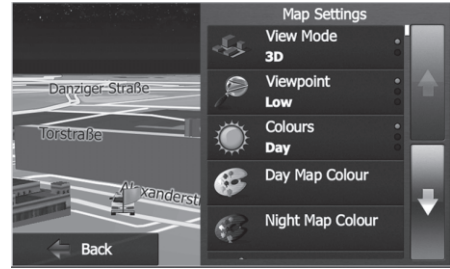 Map Settings
View Mode
3D
Viewpoint
Low
Colours
Day
Day Map Colour
Night Map Colour
Danziger Straße
Torstraße
Alexanderst
Back